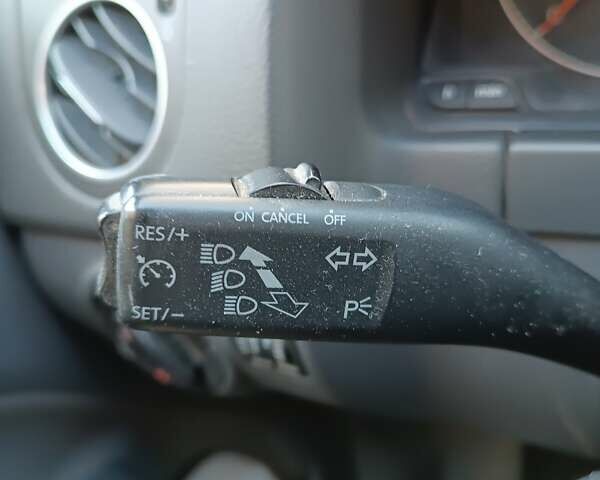 ON CANCEL OFF
RES/+
SET/-
P